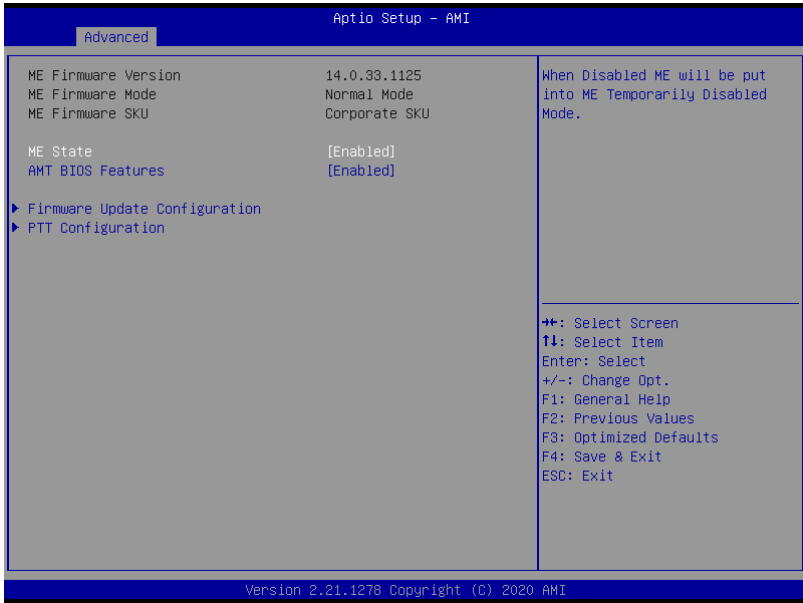 Aptio Setup – AMI
Advanced
ME Firmware Version 14.0.33.1125
ME Firmware Mode Normal Mode
ME Firmware SKU Corporate SKU
ME State [Enabled]
AMT BIOS Features [Enabled]
Firmware Update Configuration
PTT Configuration
When Disabled ME will be put
into ME Temporarily Disabled
Mode.
→←: Select Screen
↑↓: Select Item
Enter: Select
+/-: Change Opt.
F1: General Help
F2: Previous Values
F3: Optimized Defaults
F4: Save & Exit
ESC: Exit
Version 2.21.1278 Copyright (C) 2020 AMI